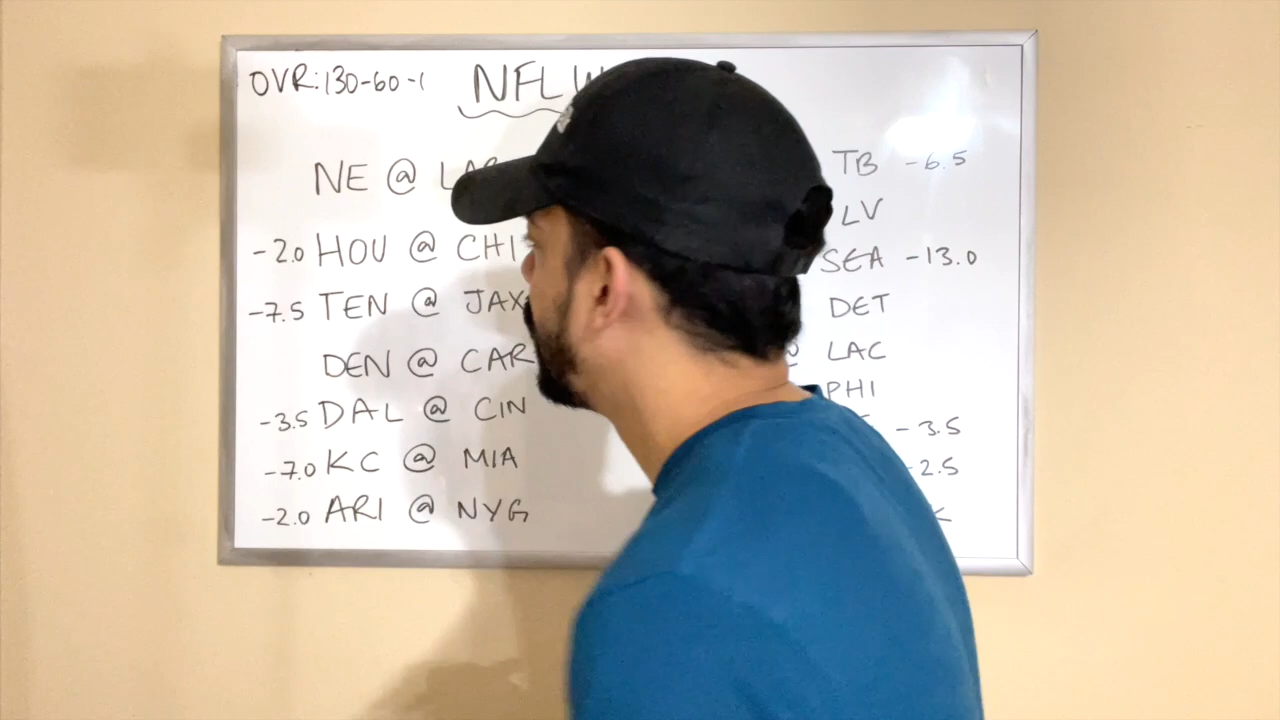 OVR: 130-60-1 NFL
NE @
-2.0 HOU @ CHI
-7.5 TEN @ JAX
DEN @ CAR
-3.5 DAL @ CIN
-7.0 KC @ MIA
-2.0 ARI @ NYG
TB -6.5
LV
SEA -13.0
DET
@ LAC
PHI
-3.5
-2.5